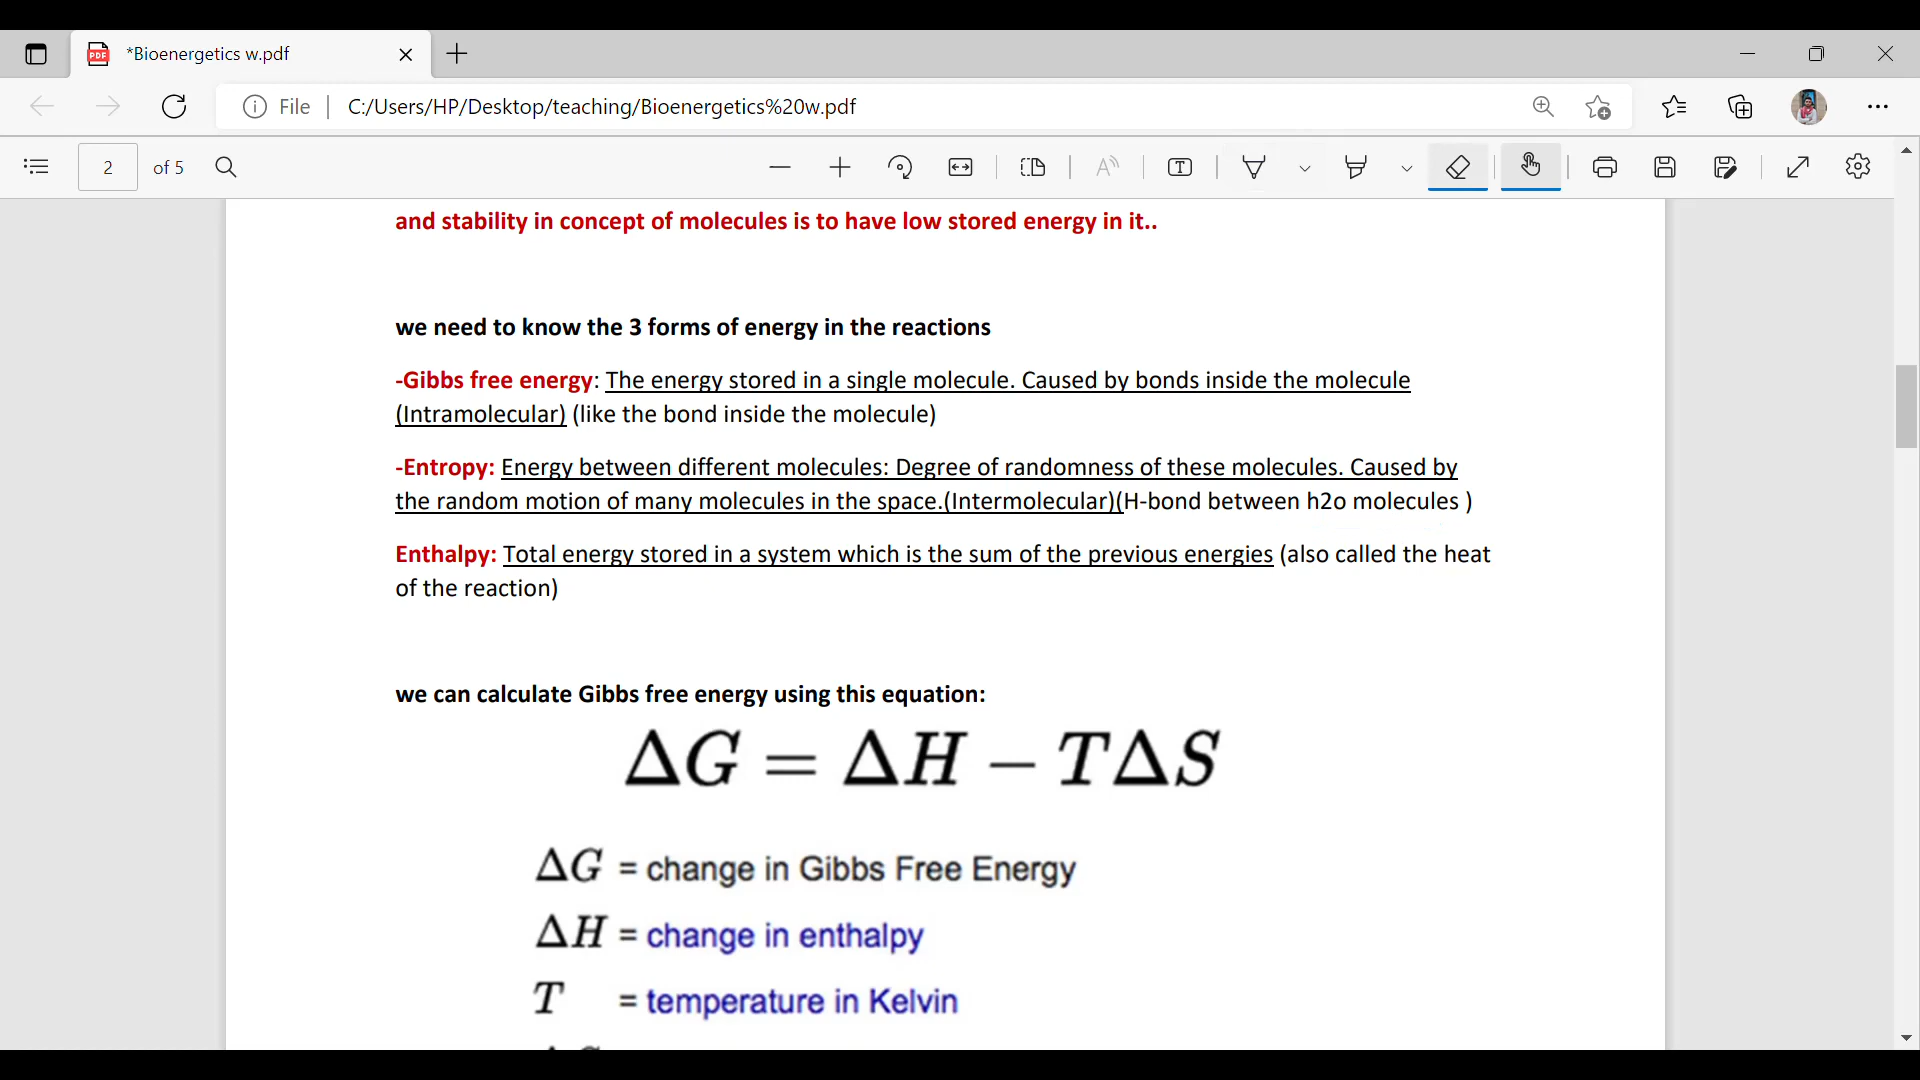 *Bioenergetics w.pdf
File | C:/Users/HP/Desktop/teaching/Bioenergetics%20w.pdf
2 of 5
and stability in concept of molecules is to have low stored energy in it..
we need to know the 3 forms of energy in the reactions
-Gibbs free energy: The energy stored in a single molecule. Caused by bonds inside the molecule
(Intramolecular) (like the bond inside the molecule)
-Entropy: Energy between different molecules: Degree of randomness of these molecules. Caused by
the random motion of many molecules in the space.(Intermolecular)(H-bond between h2o molecules )
Enthalpy: Total energy stored in a system which is the sum of the previous energies (also called the heat
of the reaction)
we can calculate Gibbs free energy using this equation:
ΔG = ΔH − TΔS
ΔG = change in Gibbs Free Energy
ΔH = change in enthalpy
T = temperature in Kelvin